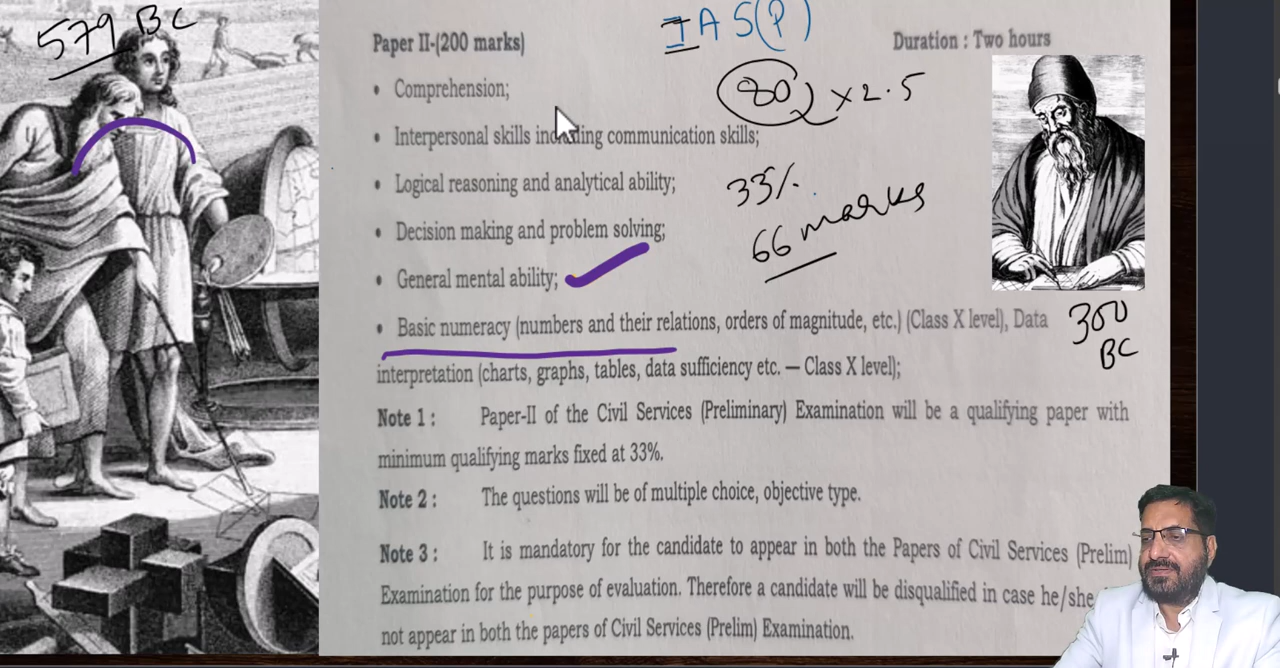 579 BC
IAS(P)
Paper II-(200 marks)
Duration : Two hours
• Comprehension;
80 x 2.5
• Interpersonal skills including communication skills;
• Logical reasoning and analytical ability;
33%.
• Decision making and problem solving;
66 marks
• General mental ability;
• Basic numeracy (numbers and their relations, orders of magnitude, etc.) (Class X level), Data
300
BC
interpretation (charts, graphs, tables, data sufficiency etc. — Class X level);
Note 1 : Paper-II of the Civil Services (Preliminary) Examination will be a qualifying paper with
minimum qualifying marks fixed at 33%.
Note 2 : The questions will be of multiple choice, objective type.
Note 3 : It is mandatory for the candidate to appear in both the Papers of Civil Services (Prelim)
Examination for the purpose of evaluation. Therefore a candidate will be disqualified in case he/she
not appear in both the papers of Civil Services (Prelim) Examination.